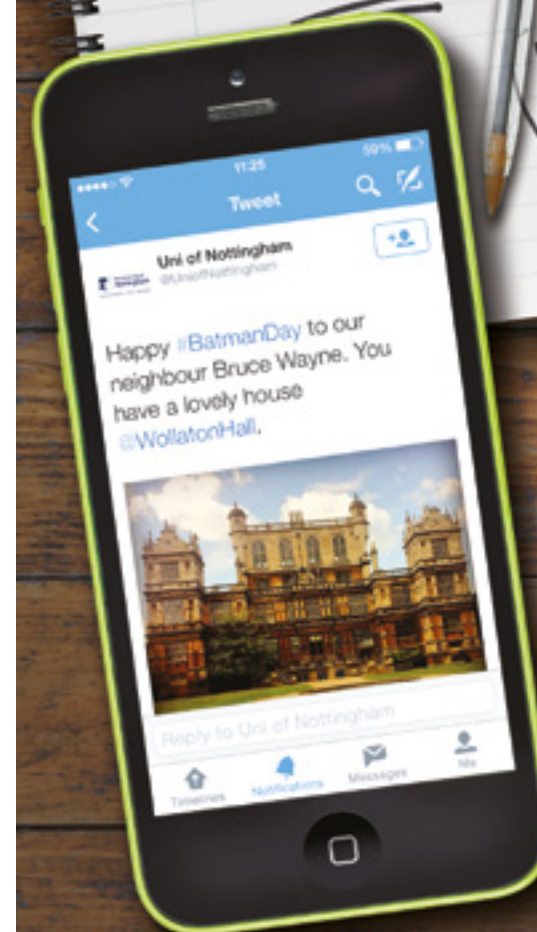 11:25
59%
Tweet
Uni of Nottingham
@UniofNottingham
Happy #BatmanDay to our
neighbour Bruce Wayne. You
have a lovely house
@WollatonHall.
Reply to Uni of Nottingham
Timelines
Notifications
Messages
Me